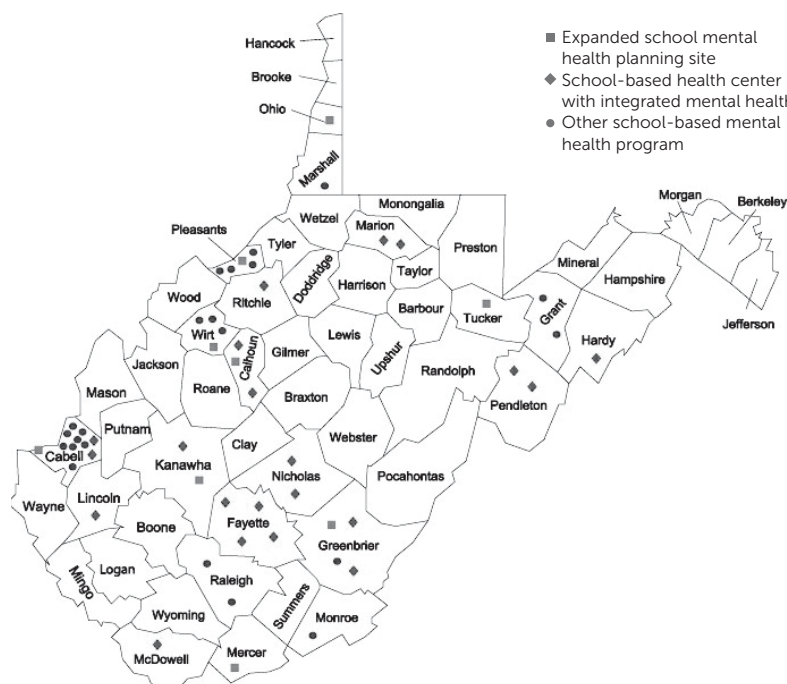 Expanded school mental
health planning site
School-based health center
with integrated mental health
Other school-based mental
health program
Hancock
Brooke
Ohio
Marshall
Wetzel
Monongalia
Marion
Morgan
Berkeley
Pleasants
Tyler
Preston
Mineral
Hampshire
Doddridge
Harrison
Taylor
Wood
Ritchie
Barbour
Tucker
Grant
Jefferson
Wirt
Calhoun
Gilmer
Lewis
Upshur
Hardy
Jackson
Roane
Randolph
Mason
Braxton
Pendleton
Putnam
Clay
Webster
Cabell
Kanawha
Nicholas
Pocahontas
Wayne
Lincoln
Boone
Fayette
Greenbrier
Mingo
Logan
Raleigh
Summers
Wyoming
Monroe
McDowell
Mercer